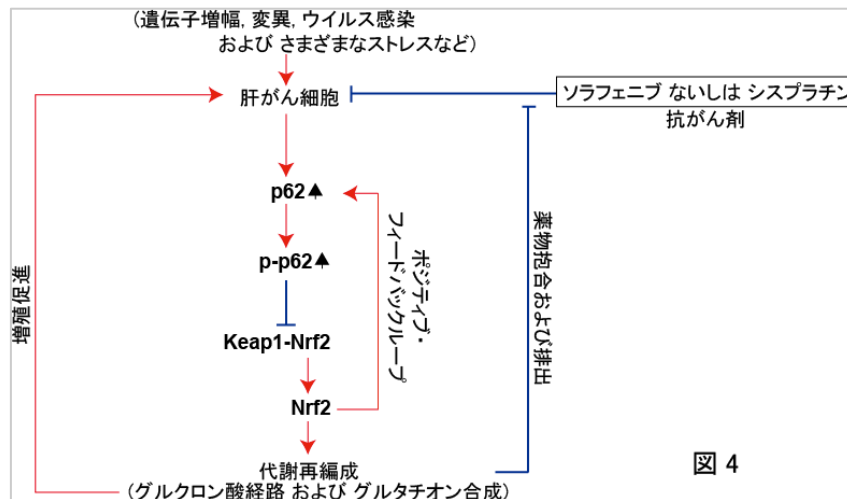 (遺伝子増幅, 変異, ウイルス感染
および さまざまなストレスなど)
肝がん細胞
ソラフェニブ ないしは シスプラチン
抗がん剤
p62
p-p62
Keap1-Nrf2
Nrf2
ポジティブ・
フィードバックループ
薬物抱合および排出
増殖促進
代謝再編成
(グルクロン酸経路 および グルタチオン合成)
図 4